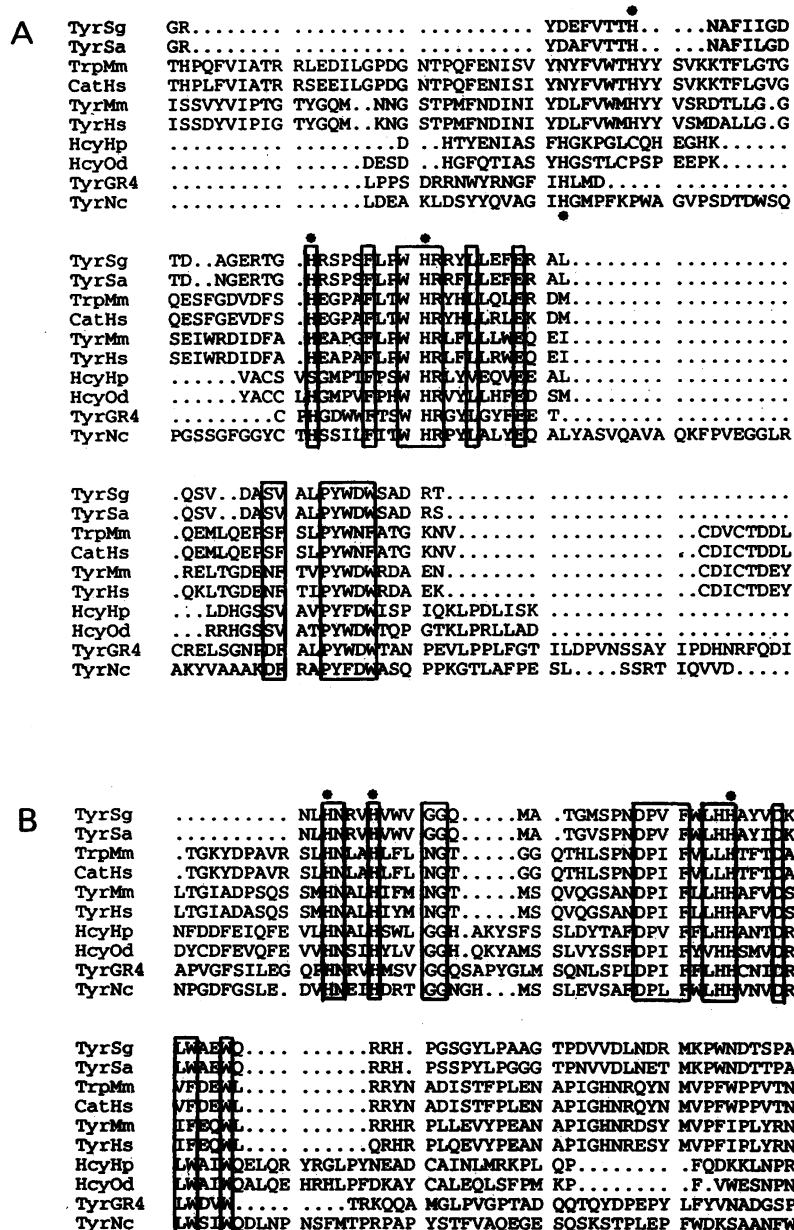 A
TyrSg GR........ .......... .......... YDEFVTTH.. ...NAFIIGD
TyrSa GR........ .......... .......... YDAFVTTH.. ...NAFILGD
TrpMm THPQFVIATR RLEDILGPDG NTPQFENISV YNYFVWTHYY SVKKTFLGTG
CatHs THPLFVIATR RSEEILGPDG NTPQFENISI YNYFVWTHYY SVKKTFLGVG
TyrMm ISSVYVIPTG TYGQM..NNG STPMFNDINI YDLFVWMHYY VSRDTLLG.G
TyrHs ISSDYVIPIG TYGQM..KNG STPMFNDINI YDLFVWMHYY VSMDALLG.G
HcyHp .......... .........D ..HTYENIAS FHGKPGLCQH EGHK......
HcyOd .......... ......DESD ..HGFQTIAS YHGSTLCPSP EEPK......
TyrGR4 .......... ......LPPS DRRNWYRNGF IHLMD..... ..........
TyrNc .......... ......LDEA KLDSYYQVAG IHGMPFKPWA GVPSDTDWSQ
TyrSg TD..AGERTG .HRSPSFLPW HRRYLLEFER AL........ ..........
TyrSa TD..NGERTG .HRSPSFLPW HRRFLLEFER AL........ ..........
TrpMm QESFGDVDFS .HEGPAFLTW HRYHLLQLER DM........ ..........
CatHs QESFGEVDFS .HEGPAFLTW HRYHLLRLEK DM........ ..........
TyrMm SEIWRDIDFA .HEAPGFLPW HRLFLLLWEQ EI........ ..........
TyrHs SEIWRDIDFA .HEAPAFLPW HRLFLLRWEQ EI........ ..........
HcyHp ......VACS VSGMPTFPSW HRLYVEQVEE AL........ ..........
HcyOd ......YACC LHGMPVFPHW HRVYLLHFED SM........ ..........
TyrGR4 .........C PHGDWWFTSW HRGYLGYFEE T......... ..........
TyrNc PGSSGFGGYC THSSILFITW HRPYLALYEQ ALYASVQAVA QKFPVEGGLR
TyrSg .QSV..DASV ALPYWDWSAD RT........ .......... ..........
TyrSa .QSV..DASV ALPYWDWSAD RS........ .......... ..........
TrpMm .QEMLQEPSF SLPYWNFATG KNV....... .......... ..CDVCTDDL
CatHs .QEMLQEPSF SLPYWNFATG KNV....... .......... ..CDICTDDL
TyrMm .RELTGDENF TVPYWDWRDA EN........ .......... ..CDICTDEY
TyrHs .QKLTGDENF TIPYWDWRDA EK........ .......... ..CDICTDEY
HcyHp ...LDHGSSV AVPYFDWISP IQKLPDLISK .......... ..........
HcyOd ...RRHGSSV ATPYWDWTQP GTKLPRLLAD .......... ..........
TyrGR4 CRELSGNPDF ALPYWDWTAN PEVLPPLFGT ILDPVNSSAY IPDHNRFQDI
TyrNc AKYVAAAKDF RAPYFDWASQ PPKGTLAFPE SL....SSRT IQVVD.....
B
TyrSg .......... NLHNRVHVWV GGQ....MA .TGMSPNDPV FWLHHAYVDK
TyrSa .......... NLHNRVHVWV GGQ....MA .TGVSPNDPV FWLHHAYIDK
TrpMm .TGKYDPAVR SLHNLAHLFL NGT....GG QTHLSPNDPI FVLLHTFTDA
CatHs .TGKYDPAVR SLHNLAHLFL NGT....GG QTHLSPNDPI FVLLHTFTDA
TyrMm LTGIADPSQS SMHNALHIFM NGT....MS QVQGSANDPI FLLHHAFVDS
TyrHs LTGIADASQS SMHNALHIYM NGT....MS QVQGSANDPI FLLHHAFVDS
HcyHp NFDDFEIQFE VLHNALHSWL GGH.AKYSFS SLDYTAFDPV FFLHHANTDR
HcyOd DYCDFEVQFE VVHNSIHYLV GGH.QKYAMS SLVYSSFDPI FYVHHSMVDR
TyrGR4 APVGFSILEG QPHNRVHMSV GGQSAPYGLM SQNLSPLDPI FFLHHCNIDR
TyrNc NPGDFGSLE. DVHNEIHDRT GGNGH...MS SLEVSAFDPL FWLHHVNVDR
TyrSg LWAEWQ.... .......RRH. PGSGYLPAAG TPDVVDLNDR MKPWNDTSPA
TyrSa LWAEWQ.... .......RRH. PSSPYLPGGG TPNVVDLNET MKPWNDTTPA
TrpMm VFDEWL.... .......RRYN ADISTFPLEN APIGHNRQYN MVPFWPPVTN
CatHs VFDEWL.... .......RRYN ADISTFPLEN APIGHNRQYN MVPFWPPVTN
TyrMm IFEQWL.... .......RRHR PLLEVYPEAN APIGHNRDSY MVPFIPLYRN
TyrHs IFEQWL.... .......QRHR PLQEVYPEAN APIGHNRESY MVPFIPLYRN
HcyHp LWAIWQELQR YRGLPYNEAD CAINLMRKPL QP........ .FQDKKLNPR
HcyOd LWAIWQALQE HRHLPFDKAY CALEQLSFPM KP........ .F.VWESNPN
TyrGR4 LWDVW..... ....TRKQQA MGLPVGPTAD QQTQYDPEPY LFYVNADGSP
TyrNc LWSIWQDLNP NSFMTPRPAP YSTFVAQEGE SQSKSTPLEP FWDKSAANFW